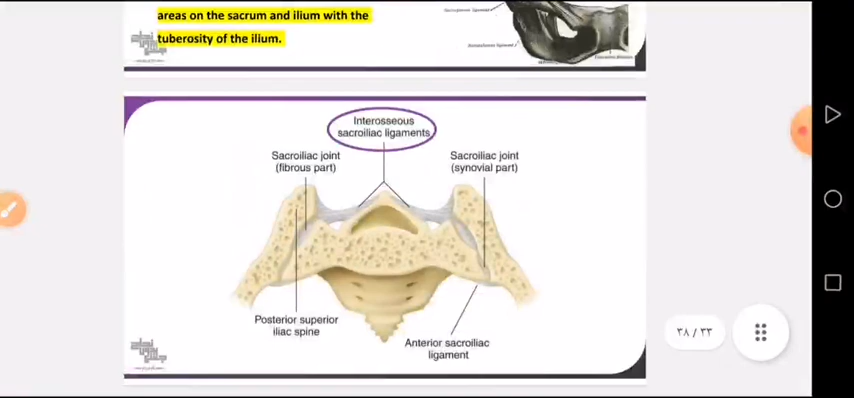 areas on the sacrum and ilium with the
tuberosity of the ilium.
Interosseous
sacroiliac ligaments
Sacroiliac joint
(fibrous part)
Sacroiliac joint
(synovial part)
Posterior superior
iliac spine
Anterior sacroiliac
ligament
٣٨ / ٣٣